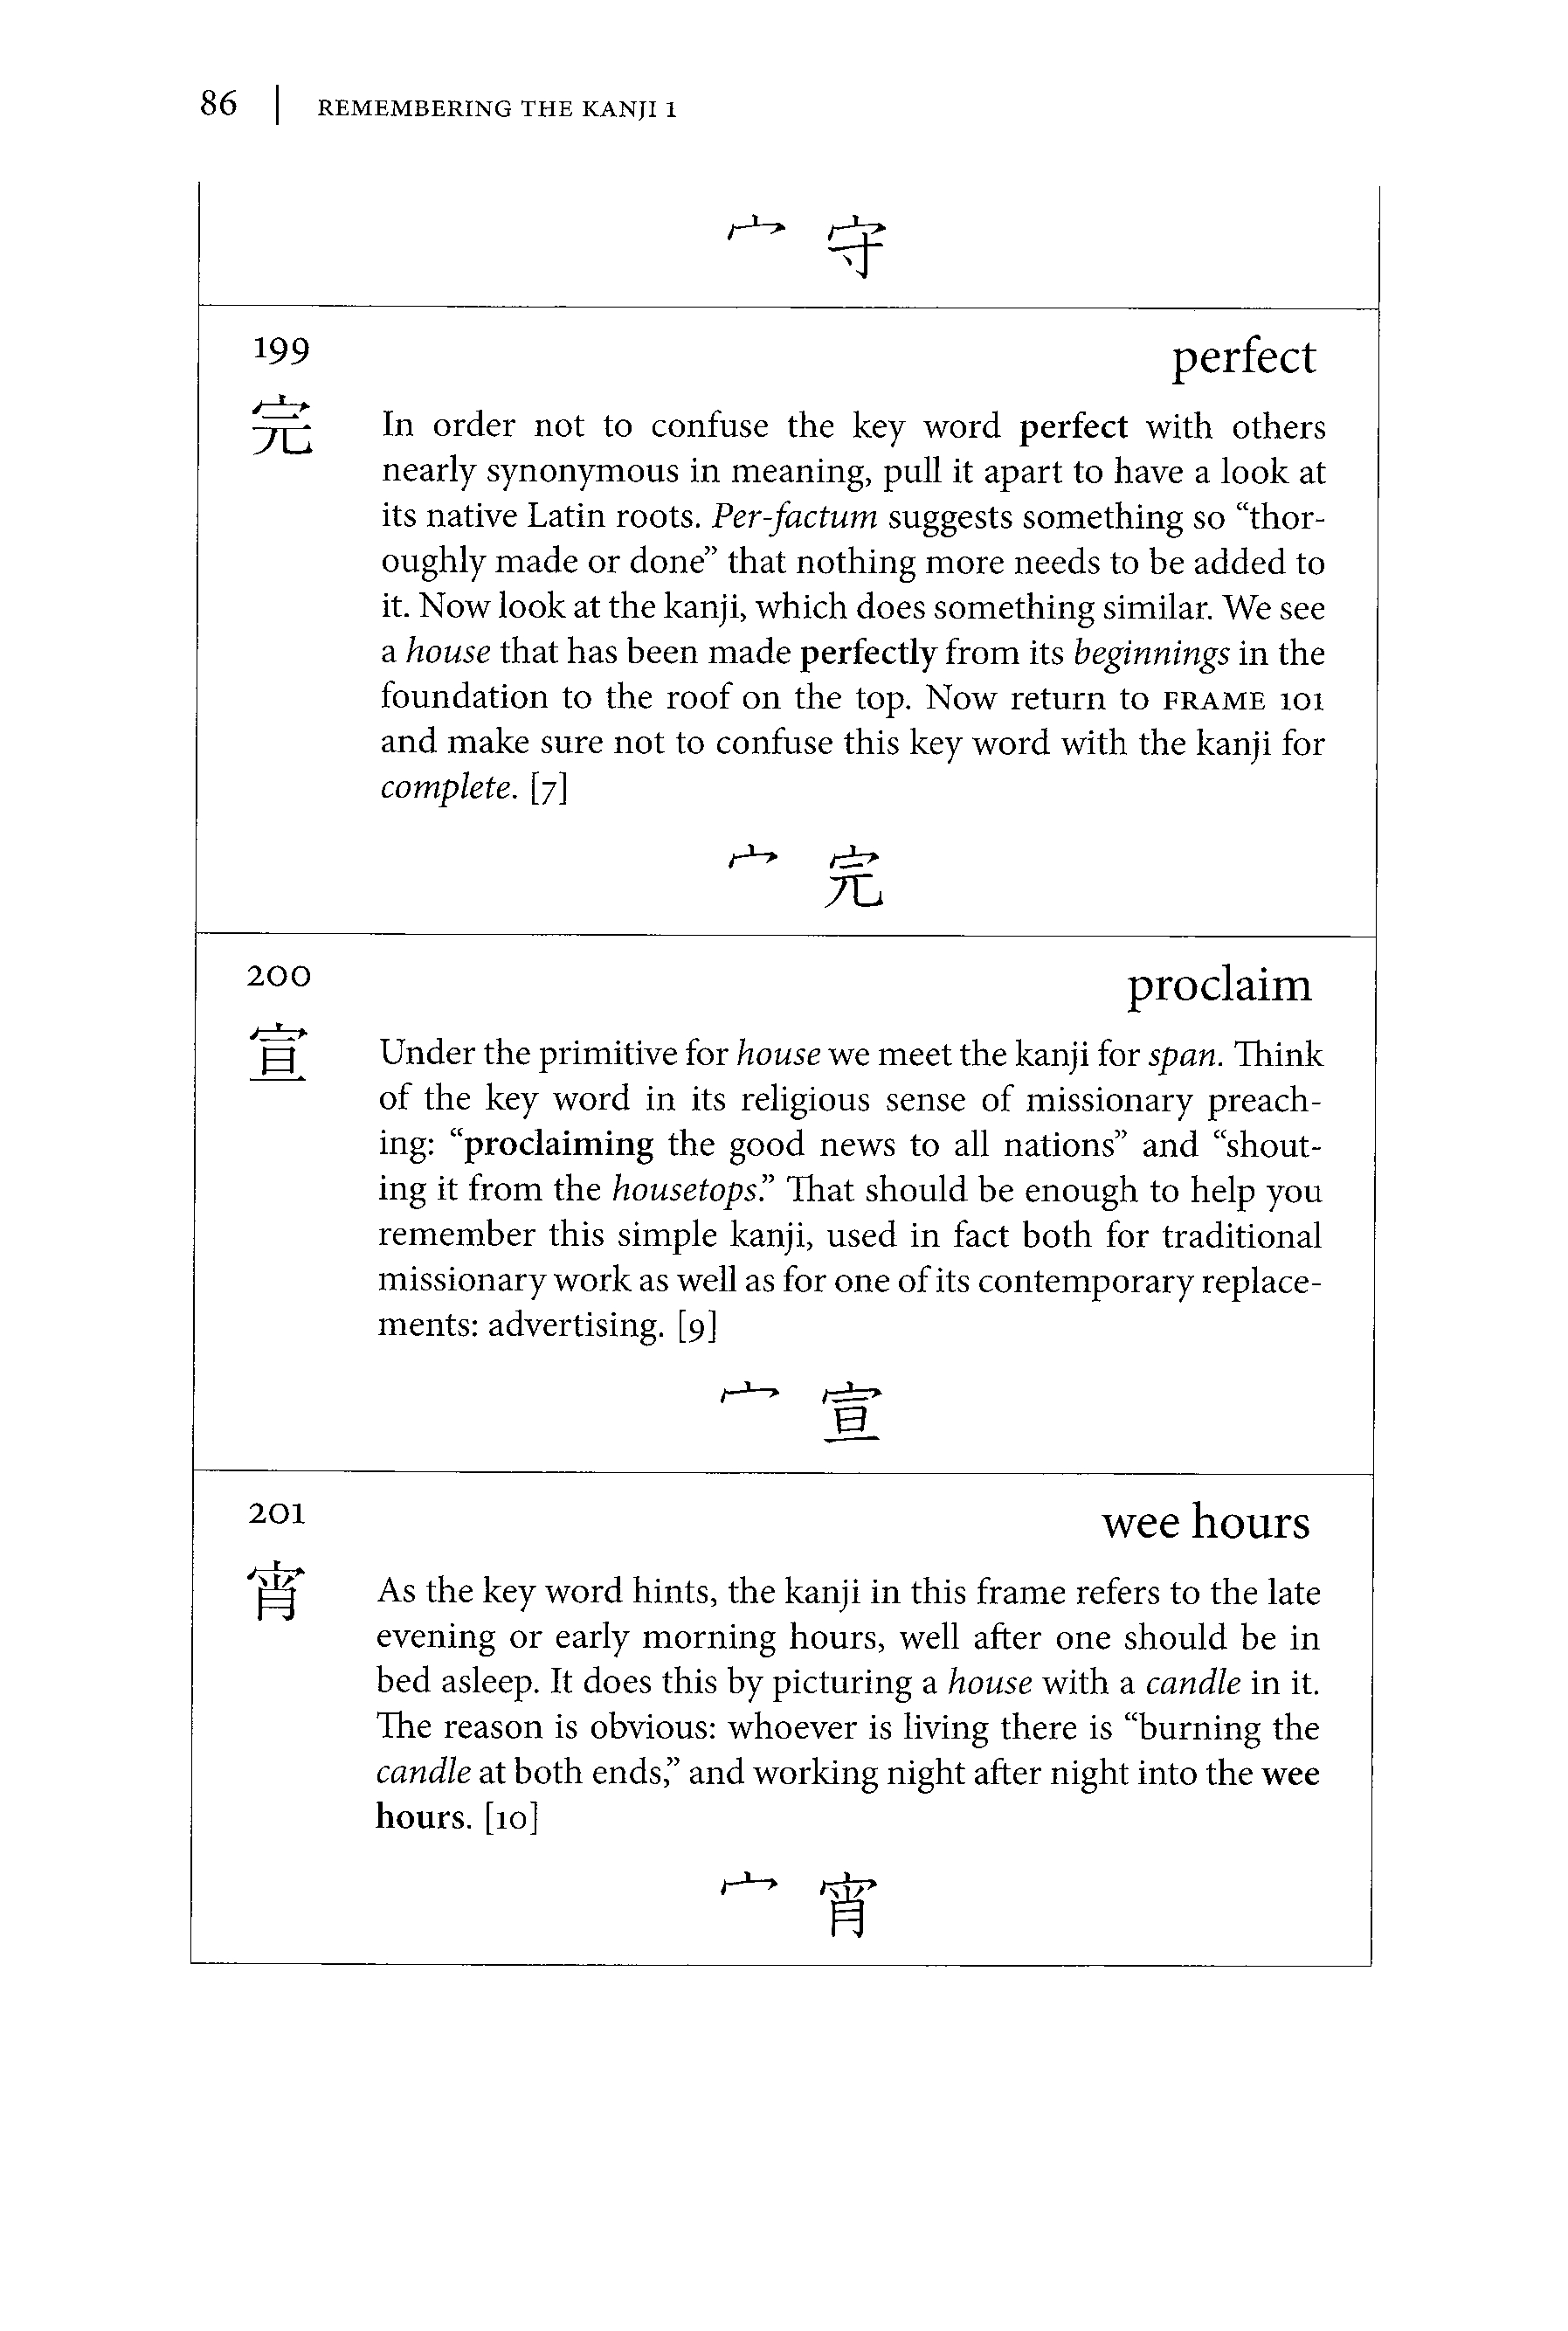 86 | REMEMBERING THE KANJI 1
宀 守
199 perfect
完 In order not to confuse the key word perfect with others
nearly synonymous in meaning, pull it apart to have a look at
its native Latin roots. Per-factum suggests something so “thor-
oughly made or done” that nothing more needs to be added to
it. Now look at the kanji, which does something similar. We see
a house that has been made perfectly from its beginnings in the
foundation to the roof on the top. Now return to FRAME 101
and make sure not to confuse this key word with the kanji for
complete. [7]
宀 完
200 proclaim
宣 Under the primitive for house we meet the kanji for span. Think
of the key word in its religious sense of missionary preach-
ing: “proclaiming the good news to all nations” and “shout-
ing it from the housetops.” That should be enough to help you
remember this simple kanji, used in fact both for traditional
missionary work as well as for one of its contemporary replace-
ments: advertising. [9]
宀 宣
201 wee hours
宵 As the key word hints, the kanji in this frame refers to the late
evening or early morning hours, well after one should be in
bed asleep. It does this by picturing a house with a candle in it.
The reason is obvious: whoever is living there is “burning the
candle at both ends,” and working night after night into the wee
hours. [10]
宀 宵